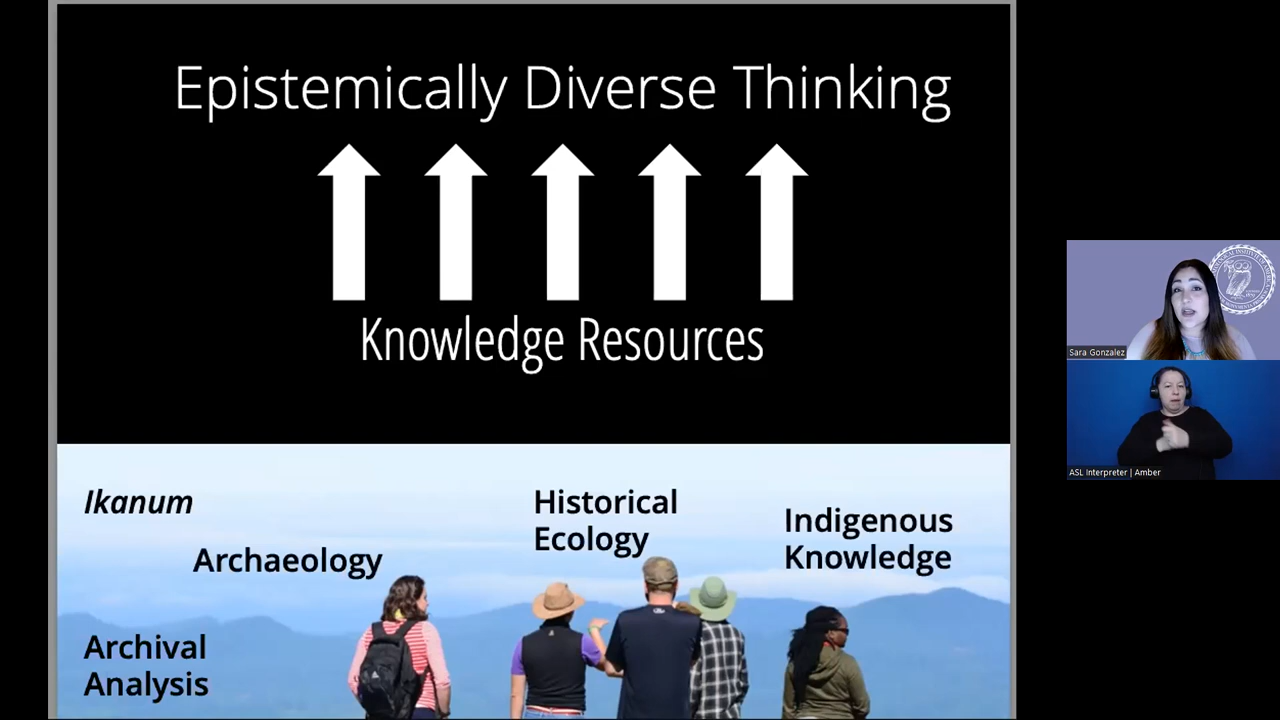 Epistemically Diverse Thinking
Knowledge Resources
Ikanum
Archaeology
Historical
Ecology
Indigenous
Knowledge
Archival
Analysis
Sara Gonzalez
ASL Interpreter | Amber